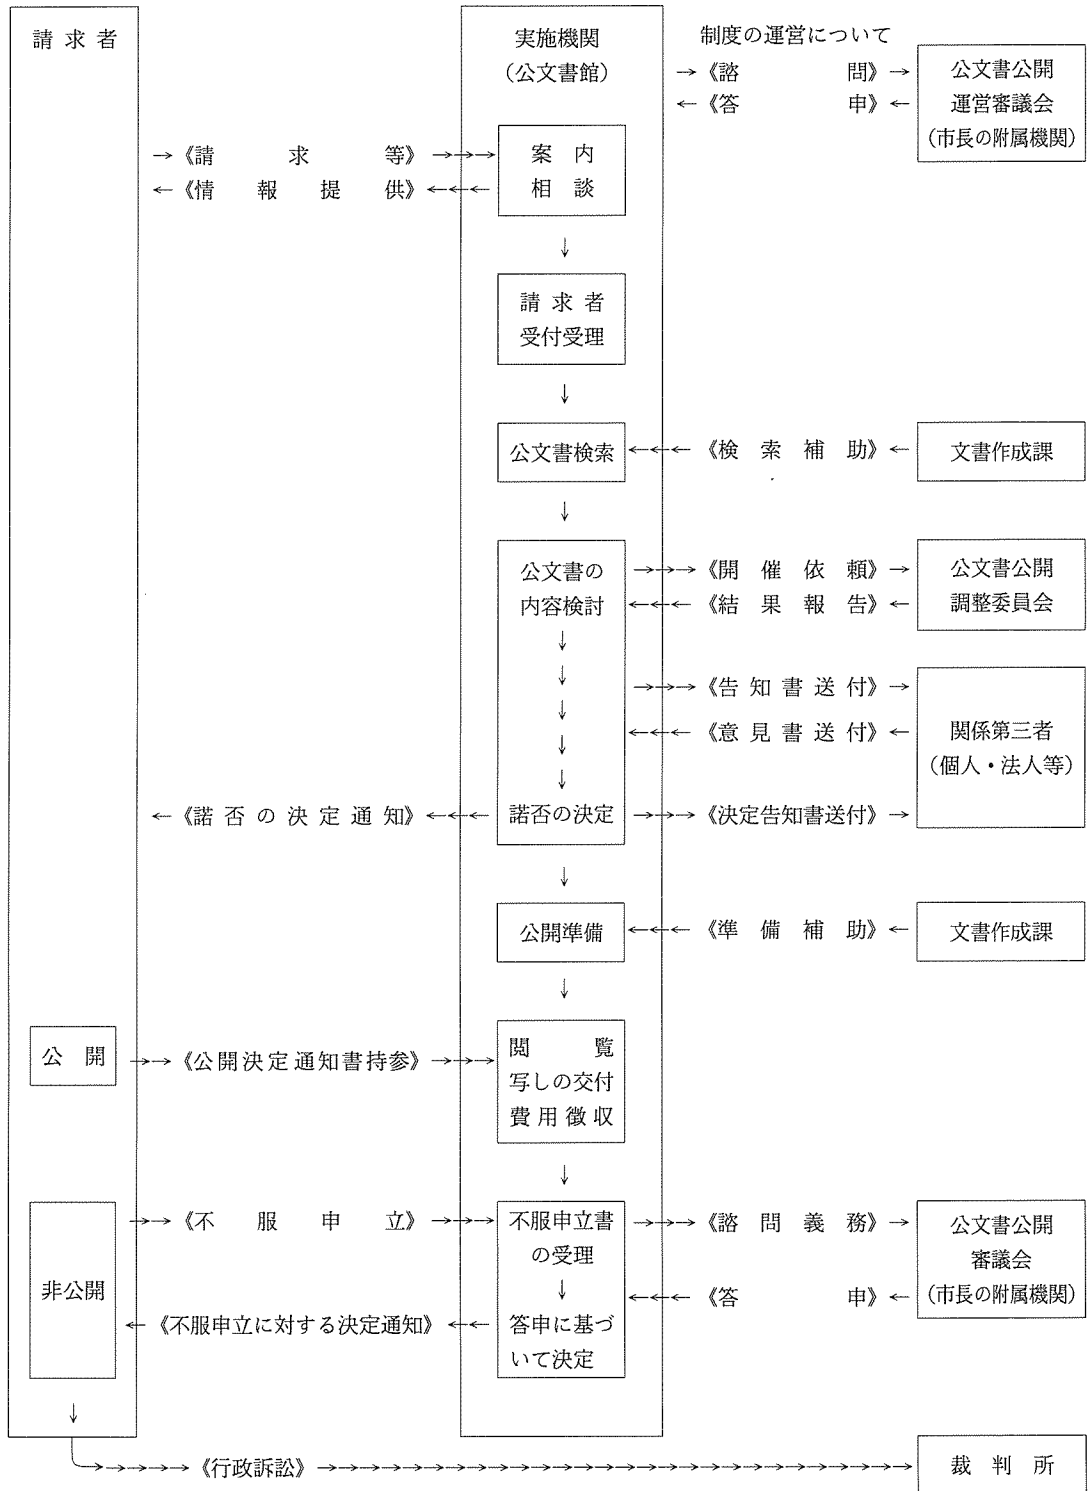 請求者
実施機関
(公文書館)
制度の運営について
→《諮問》→
←《答申》←
公文書公開
運営審議会
(市長の附属機関)
→《請求等》→→→
←《情報提供》←←←
案内
相談
↓
請求者
受付受理
↓
公文書検索
←←←《検索補助》←
文書作成課
↓
公文書の
内容検討
↓
↓
↓
↓
↓
諾否の決定
→→→《開催依頼》→
←←←《結果報告》←
公文書公開
調整委員会
→→→《告知書送付》→
←←←《意見書送付》←
関係第三者
(個人・法人等)
←《諾否の決定通知》←←←
→→→《決定告知書送付》→
↓
公開準備
←←←《準備補助》←
文書作成課
↓
公開
→→《公開決定通知書持参》→→→
閲覧
写しの交付
費用徴収
↓
非公開
→→《不服申立》→→→
不服申立書
の受理
↓
答申に基づ
いて決定
→→→《諮問義務》→
←←←《答申》←
公文書公開
審議会
(市長の附属機関)
←《不服申立に対する決定通知》←←
↓
→→→→→→《行政訴訟》→→→→→→→→→→→→→→→→→→→→→→→→→→→→→→
裁判所